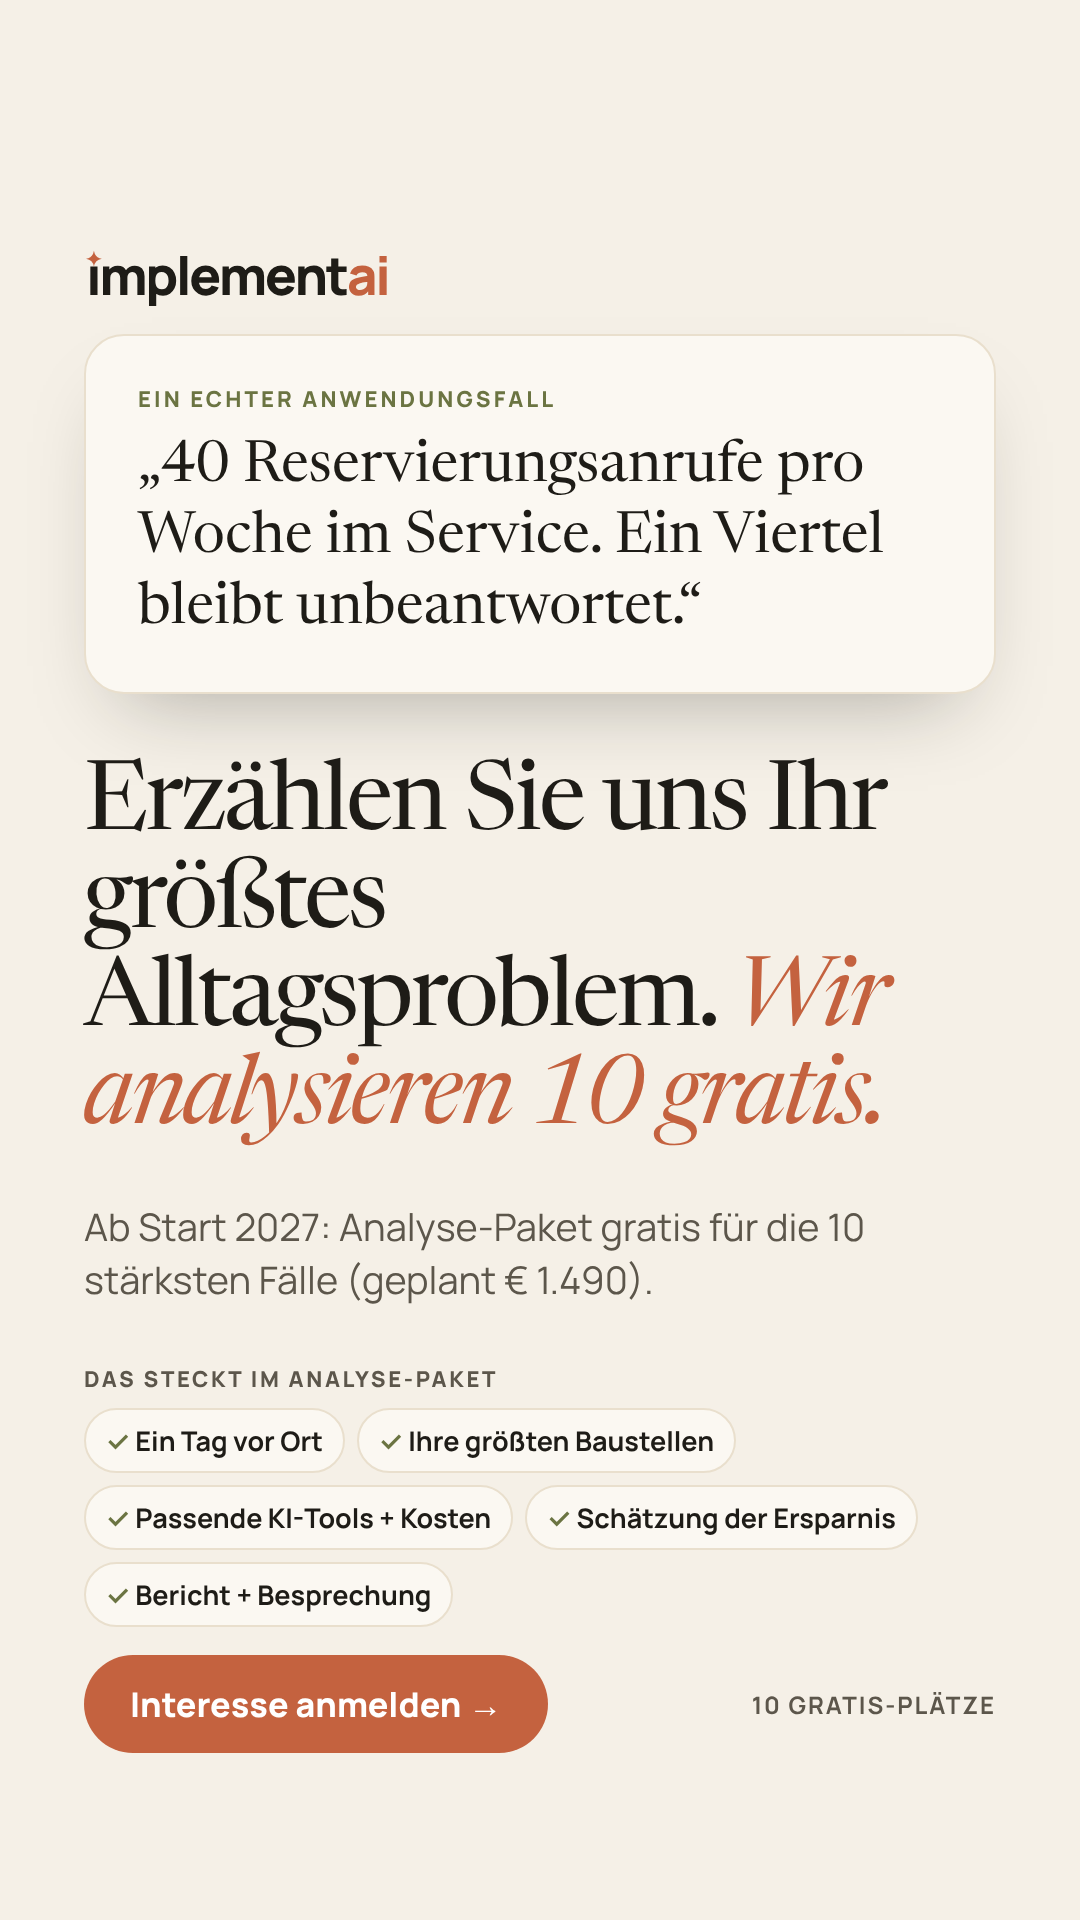 implementai
EIN ECHTER ANWENDUNGSFALL
„40 Reservierungsanrufe pro
Woche im Service. Ein Viertel
bleibt unbeantwortet.“
Erzählen Sie uns Ihr
größtes
Alltagsproblem. Wir
analysieren 10 gratis.
Ab Start 2027: Analyse-Paket gratis für die 10
stärksten Fälle (geplant € 1.490).
DAS STECKT IM ANALYSE-PAKET
✓ Ein Tag vor Ort ✓ Ihre größten Baustellen
✓ Passende KI-Tools + Kosten ✓ Schätzung der Ersparnis
✓ Bericht + Besprechung
Interesse anmelden → 10 GRATIS-PLÄTZE